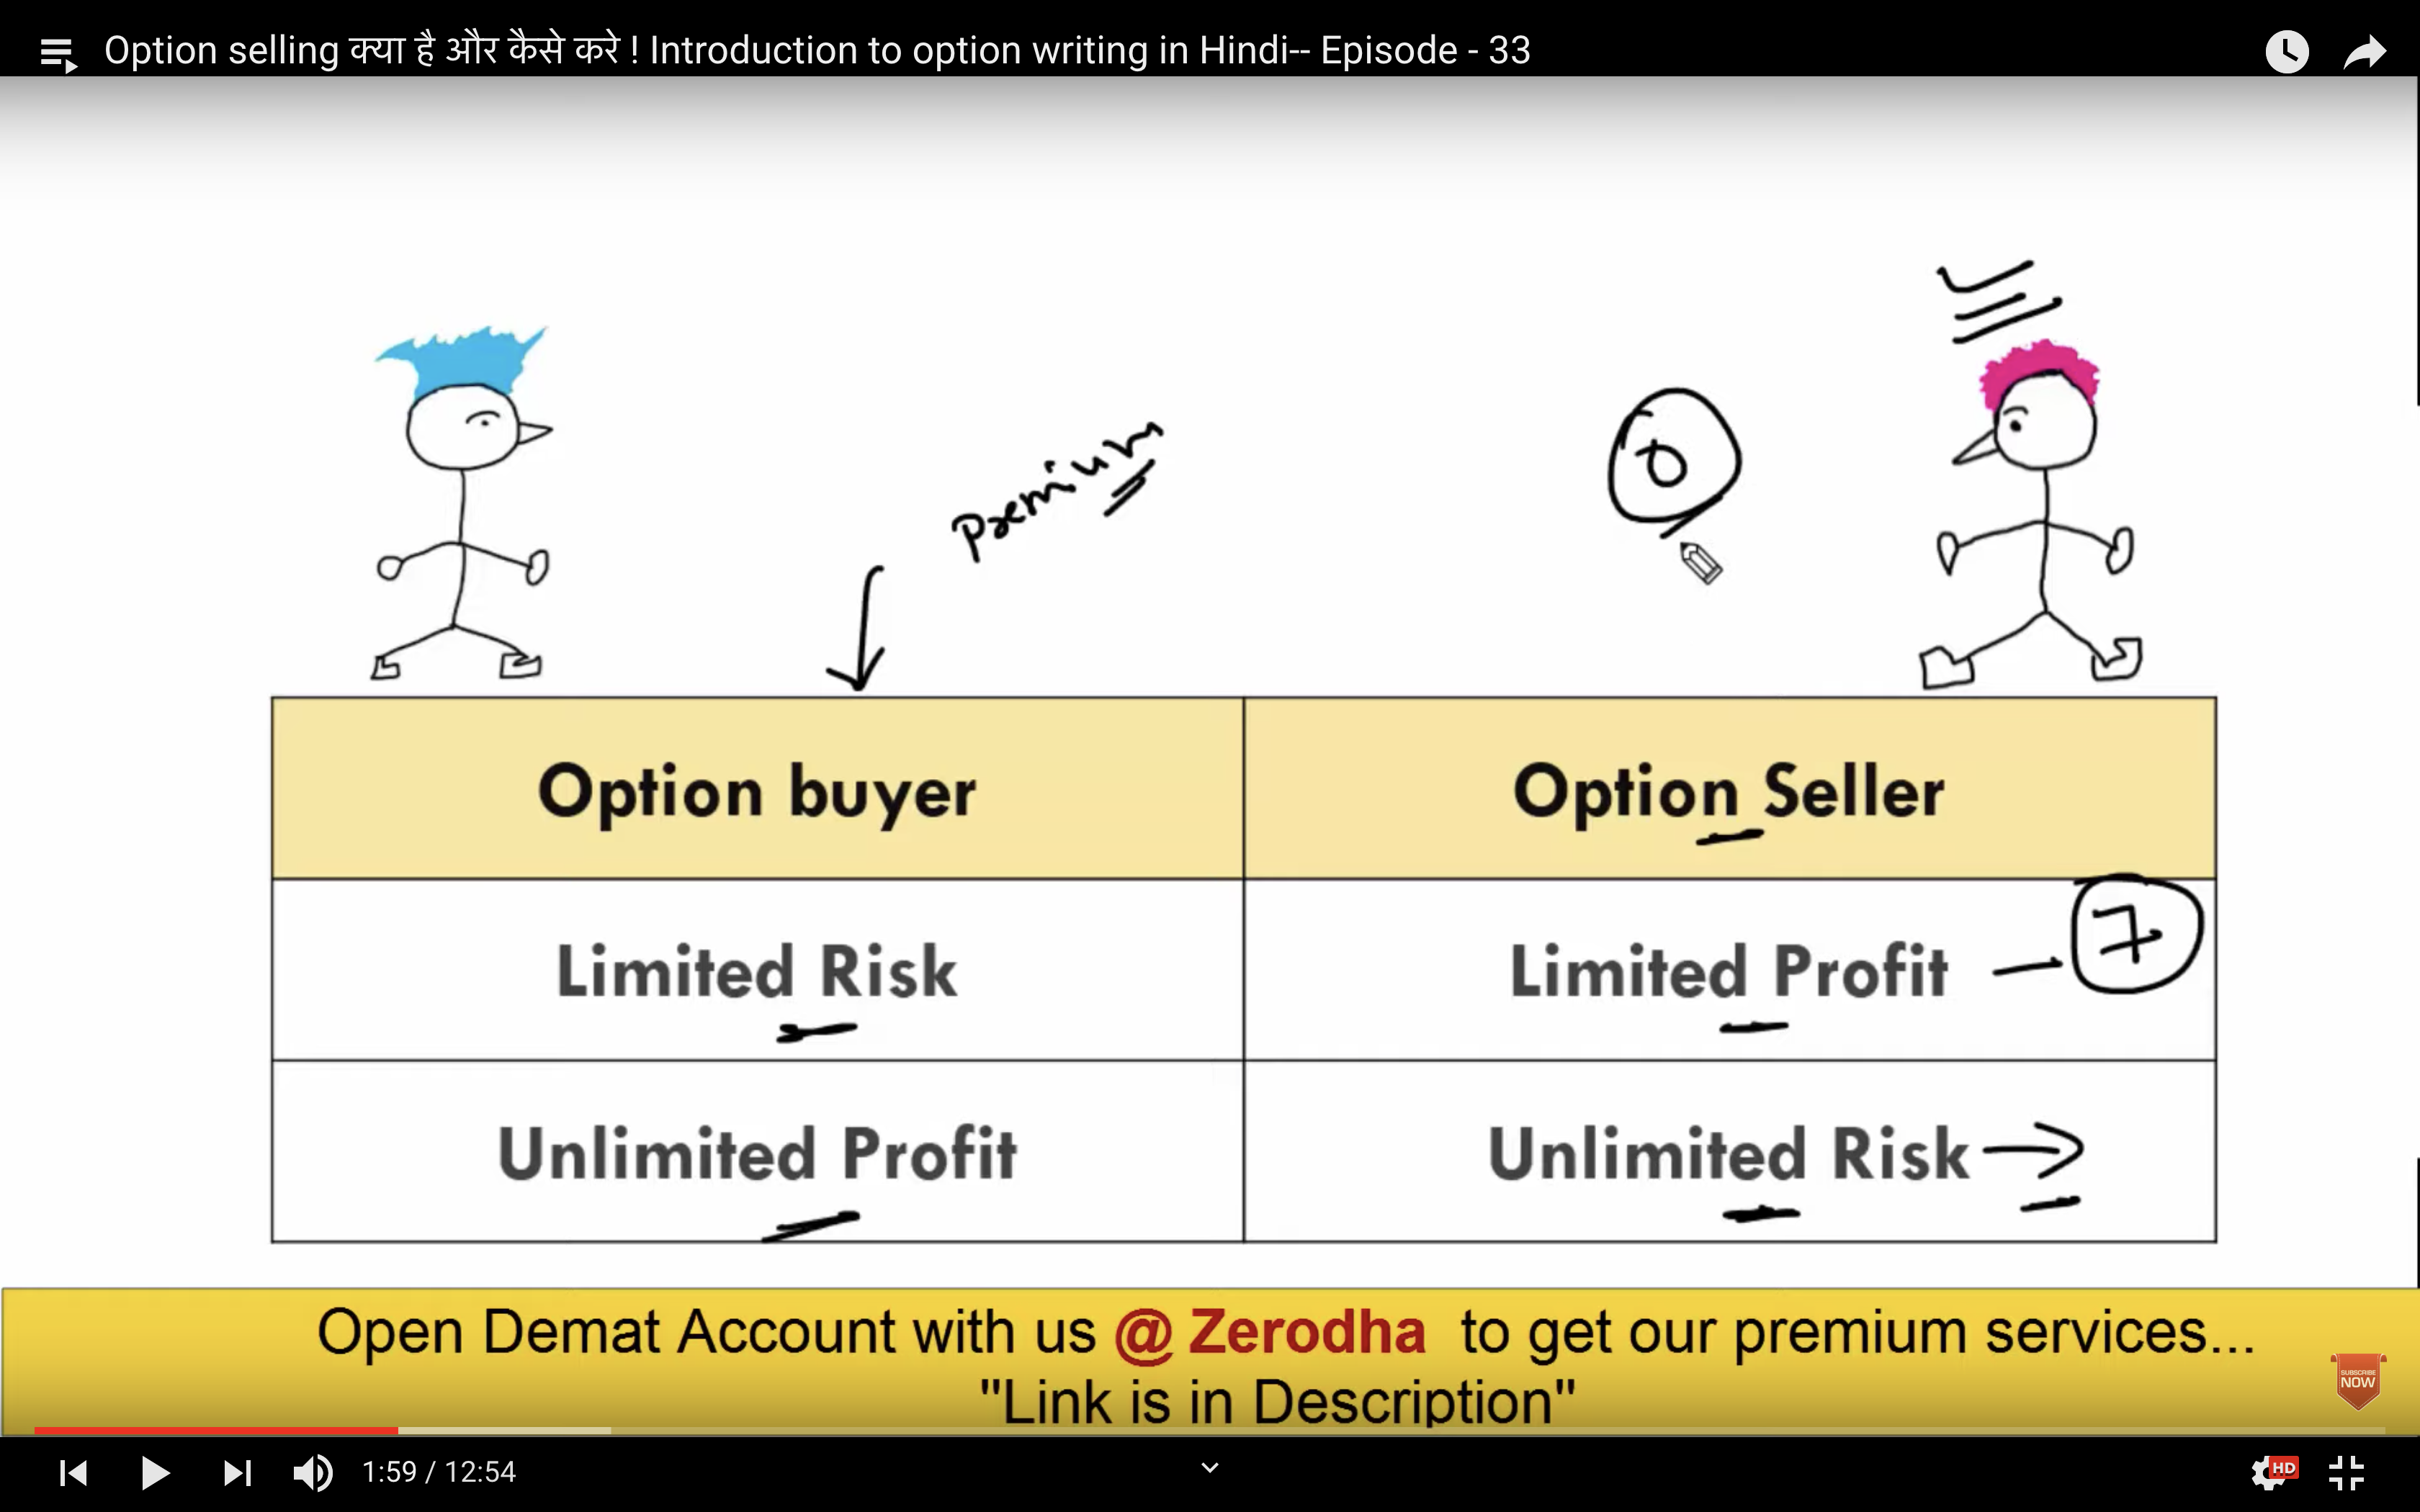 Option selling क्या है और कैसे करे ! Introduction to option writing in Hindi-- Episode - 33
premium
0
Option buyer
Option Seller
Limited Risk
Limited Profit
7
Unlimited Profit
Unlimited Risk
Open Demat Account with us @ Zerodha to get our premium services...
"Link is in Description"
SUBSCRIBE
NOW
1:59 / 12:54
HD